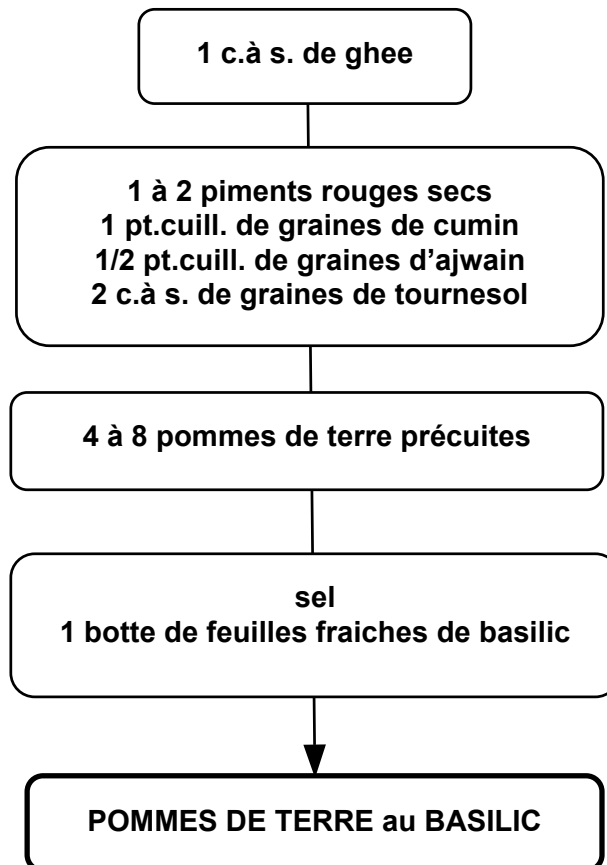 1 c.à s. de ghee
1 à 2 piments rouges secs
1 pt.cuill. de graines de cumin
1/2 pt.cuill. de graines d’ajwain
2 c.à s. de graines de tournesol
4 à 8 pommes de terre précuites
sel
1 botte de feuilles fraiches de basilic
POMMES DE TERRE au BASILIC